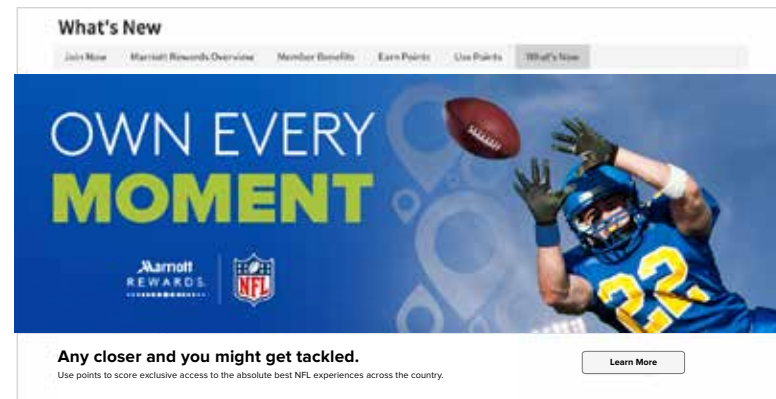 What's New
Join Now Marriott Rewards Overview Member Benefits Earn Points Use Points What's New
OWN EVERY
MOMENT
Marriott
REWARDS.
NFL
22
Any closer and you might get tackled.
Learn More
Use points to score exclusive access to the absolute best NFL experiences across the country.